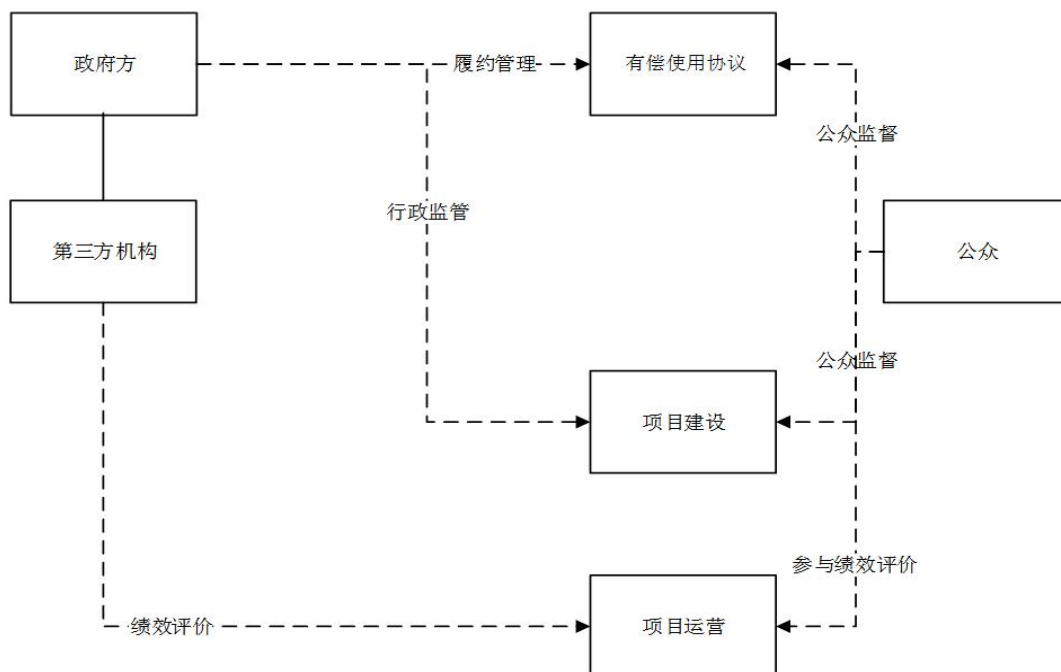 政府方
履约管理
有偿使用协议
公众监督
行政监管
第三方机构
公众
公众监督
项目建设
参与绩效评价
绩效评价
项目运营